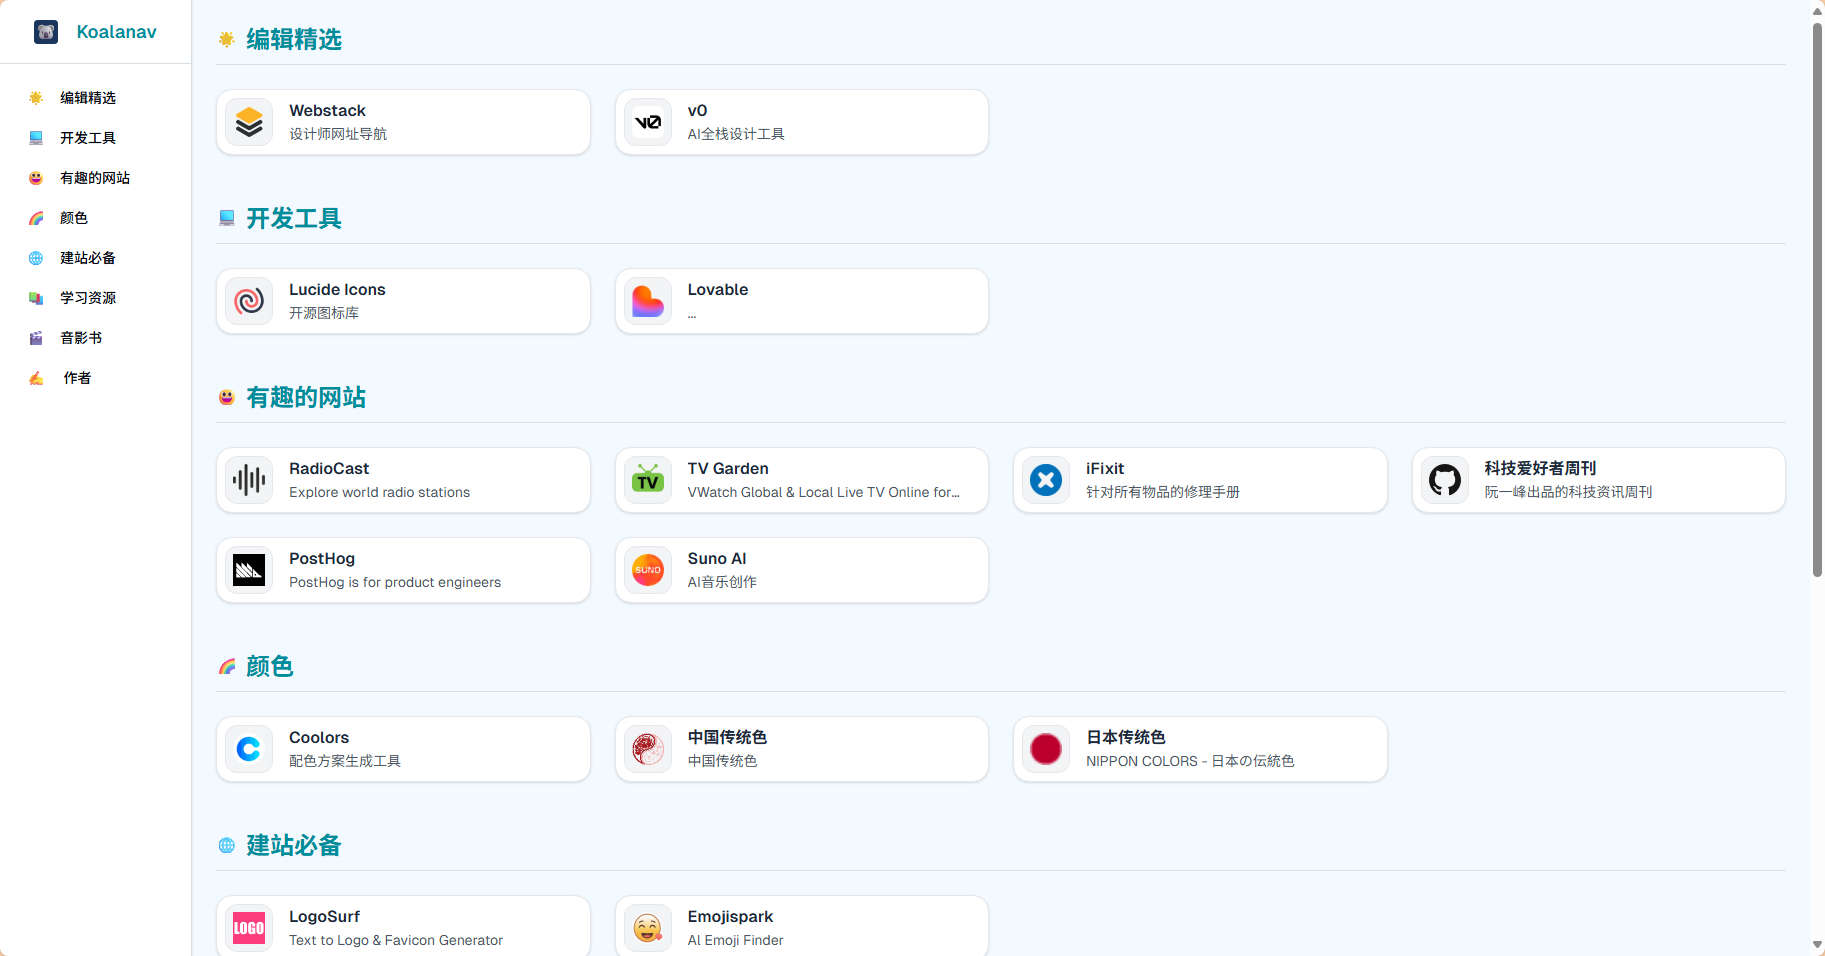 Koalanav
编辑精选
开发工具
有趣的网站
颜色
建站必备
学习资源
音影书
作者
编辑精选
Webstack
设计师网址导航
v0
AI全栈设计工具
开发工具
Lucide Icons
开源图标库
Lovable
...
有趣的网站
RadioCast
Explore world radio stations
TV
TV Garden
VWatch Global & Local Live TV Online for...
iFixit
针对所有物品的修理手册
科技爱好者周刊
阮一峰出品的科技资讯周刊
PostHog
PostHog is for product engineers
SUNO
Suno AI
AI音乐创作
颜色
Coolors
配色方案生成工具
中国传统色
中国传统色
日本传统色
NIPPON COLORS - 日本の伝統色
建站必备
LOGO
LogoSurf
Text to Logo & Favicon Generator
Emojispark
AI Emoji Finder